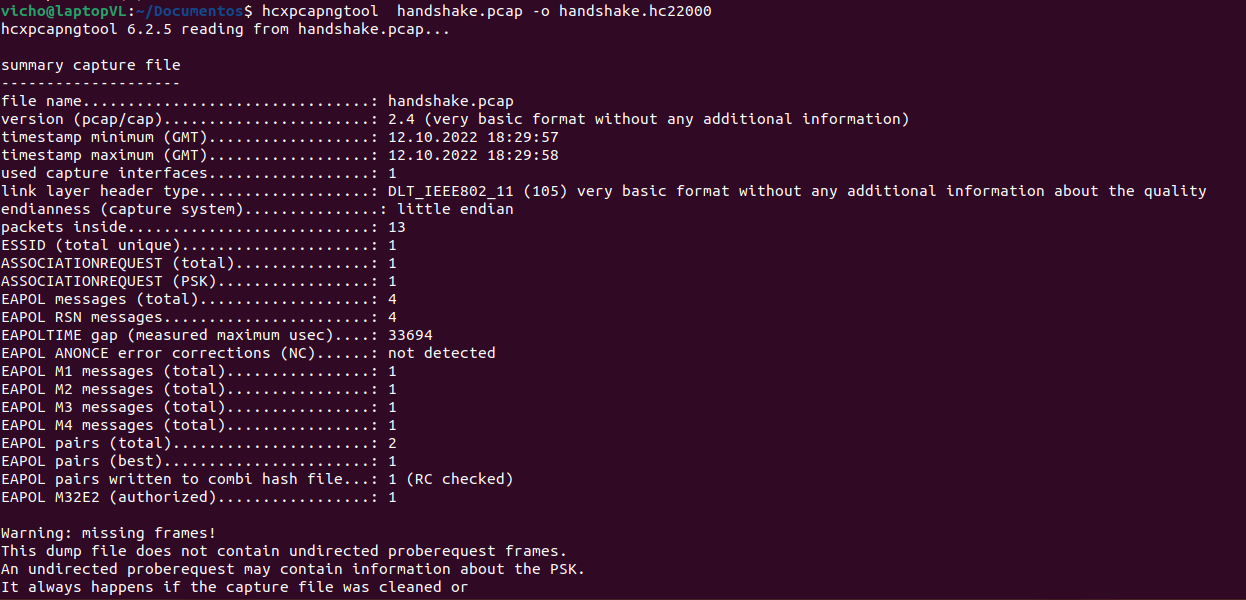 vicho@laptopVL:~/Documentos$ hcxpcapngtool  handshake.pcap -o handshake.hc22000
hcxpcapngtool 6.2.5 reading from handshake.pcap...
summary capture file
--------------------
file name................................: handshake.pcap
version (pcap/cap).......................: 2.4 (very basic format without any additional information)
timestamp minimum (GMT)..................: 12.10.2022 18:29:57
timestamp maximum (GMT)..................: 12.10.2022 18:29:58
used capture interfaces..................: 1
link layer header type...................: DLT_IEEE802_11 (105) very basic format without any additional information about the quality
endianness (capture system)...............: little endian
packets inside...........................: 13
ESSID (total unique).....................: 1
ASSOCIATIONREQUEST (total)...............: 1
ASSOCIATIONREQUEST (PSK).................: 1
EAPOL messages (total)...................: 4
EAPOL RSN messages.......................: 4
EAPOLTIME gap (measured maximum usec)....: 33694
EAPOL ANONCE error corrections (NC)......: not detected
EAPOL M1 messages (total)................: 1
EAPOL M2 messages (total)................: 1
EAPOL M3 messages (total)................: 1
EAPOL M4 messages (total)................: 1
EAPOL pairs (total)......................: 2
EAPOL pairs (best).......................: 1
EAPOL pairs written to combi hash file...: 1 (RC checked)
EAPOL M32E2 (authorized).................: 1
Warning: missing frames!
This dump file does not contain undirected proberequest frames.
An undirected proberequest may contain information about the PSK.
It always happens if the capture file was cleaned or